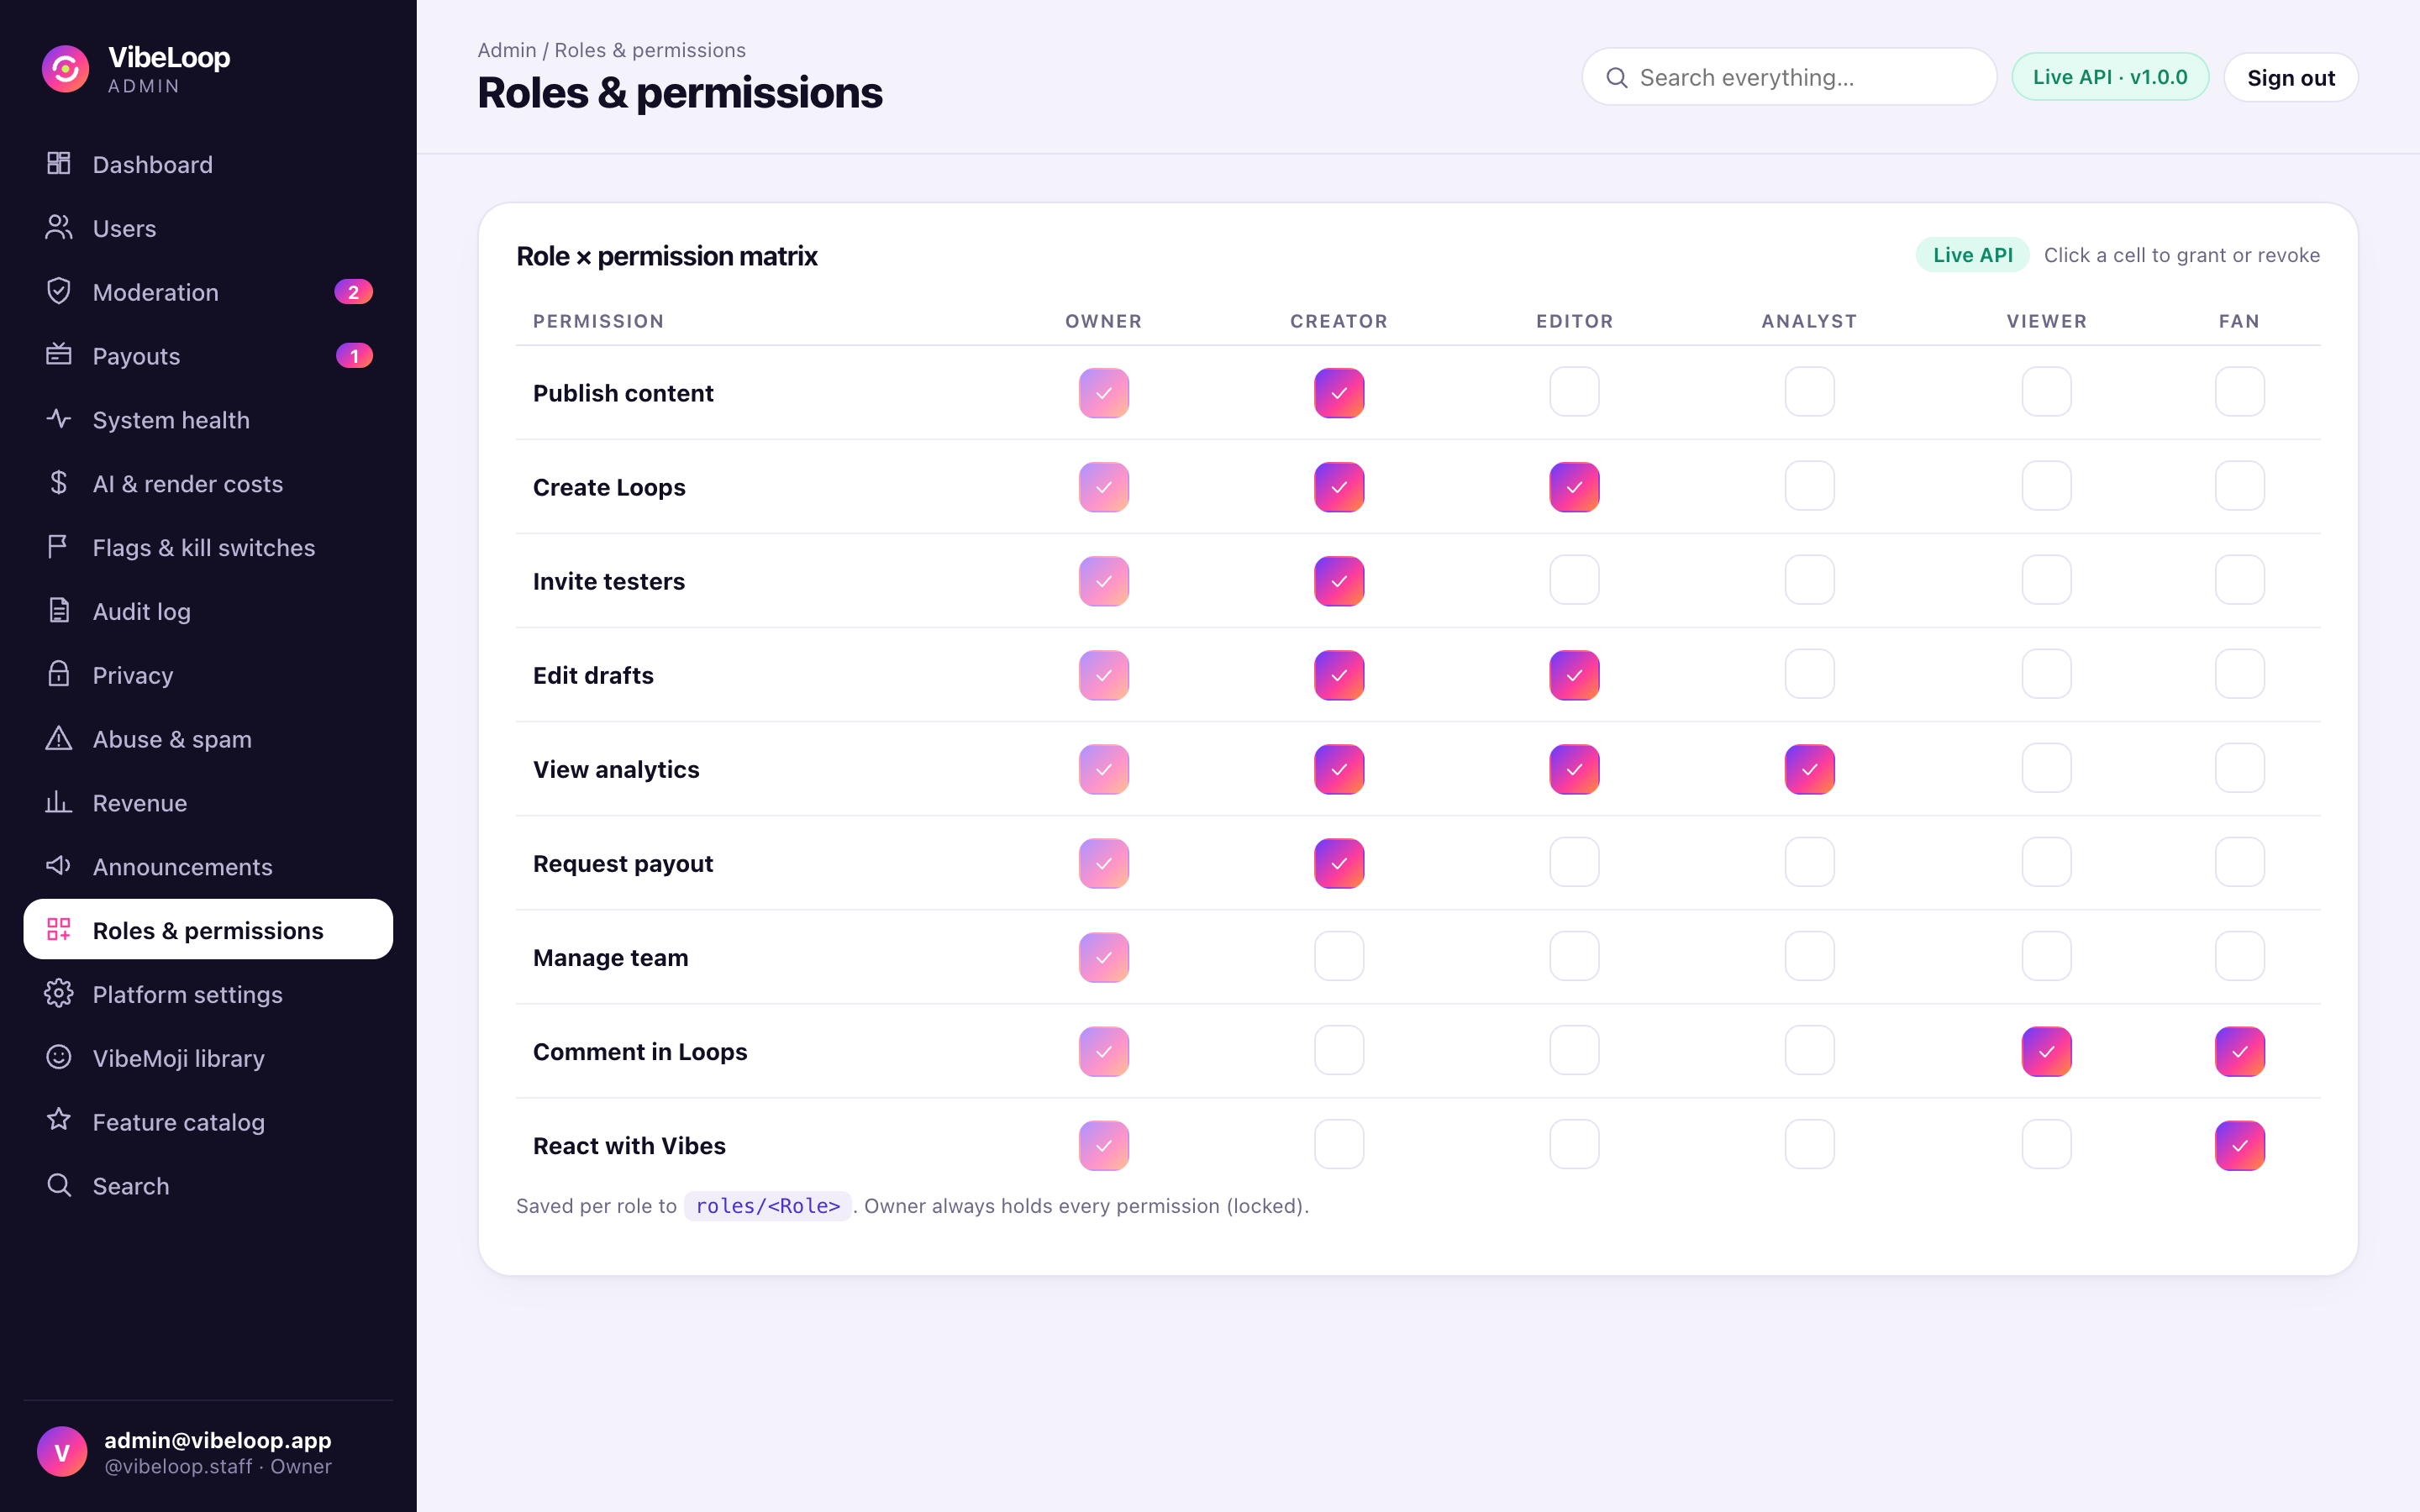 VibeLoop
ADMIN
Dashboard
Users
Moderation 2
Payouts 1
System health
AI & render costs
Flags & kill switches
Audit log
Privacy
Abuse & spam
Revenue
Announcements
Roles & permissions
Platform settings
VibeMoji library
Feature catalog
Search
V
admin@vibeloop.app
@vibeloop.staff · Owner
Admin / Roles & permissions
Roles & permissions
Search everything...
Live API · v1.0.0
Sign out
Role × permission matrix
Live API
Click a cell to grant or revoke
PERMISSION OWNER CREATOR EDITOR ANALYST VIEWER FAN
Publish content
Create Loops
Invite testers
Edit drafts
View analytics
Request payout
Manage team
Comment in Loops
React with Vibes
Saved per role to roles/<Role>. Owner always holds every permission (locked).